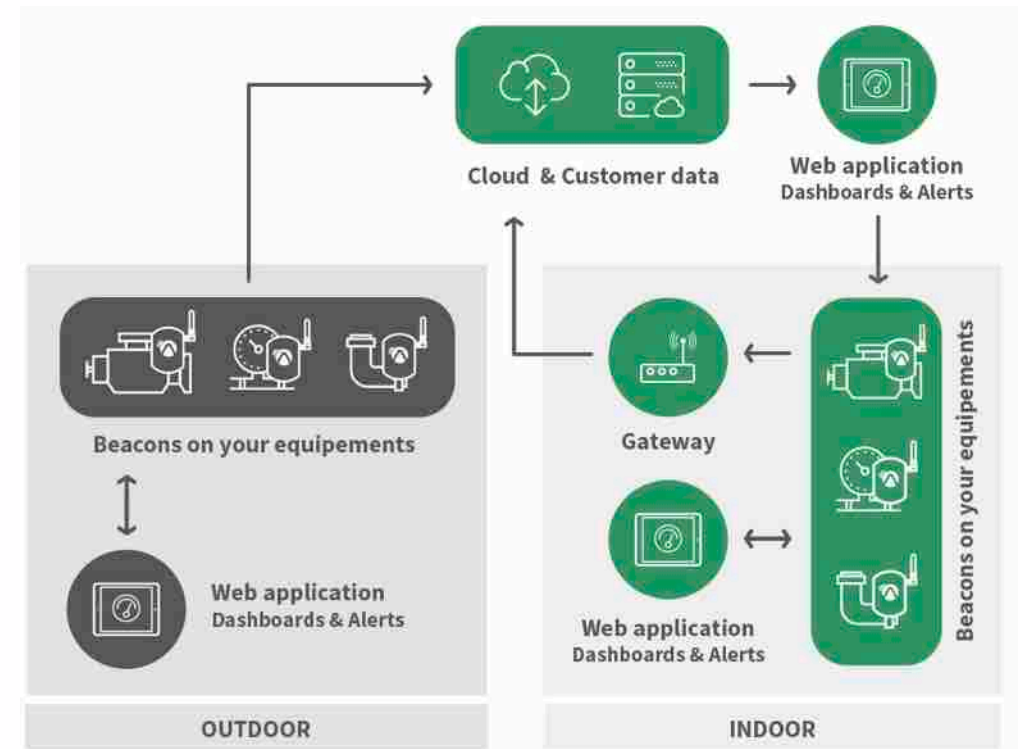 Cloud & Customer data
Web application
Dashboards & Alerts
Beacons on your equipements
Web application
Dashboards & Alerts
OUTDOOR
Gateway
Web application
Dashboards & Alerts
Beacons on your equipements
INDOOR